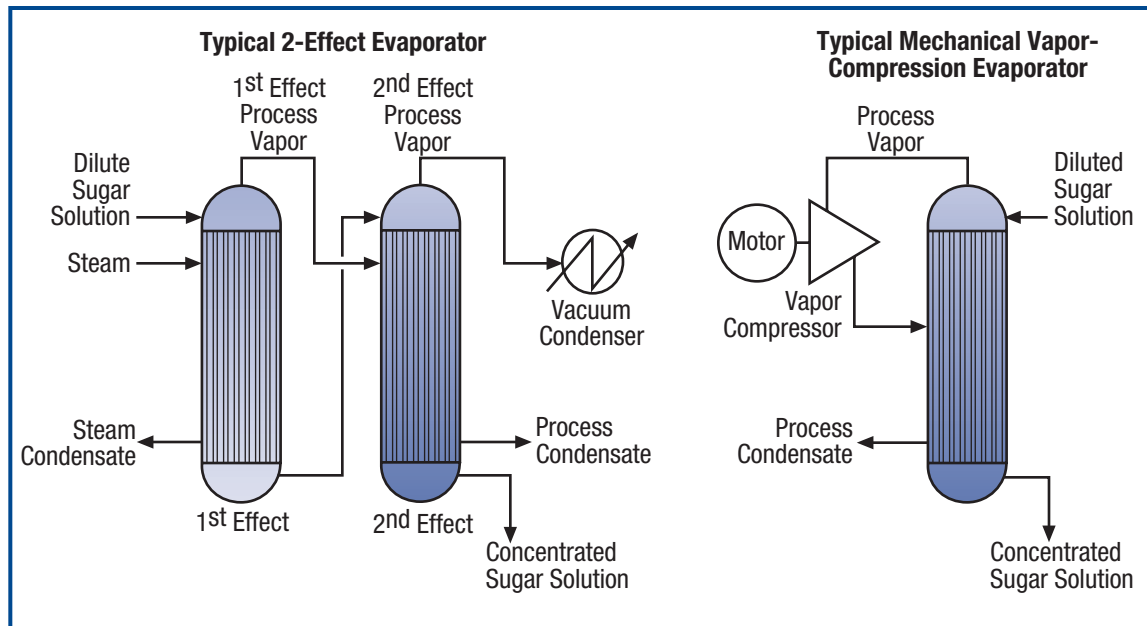 Typical 2-Effect Evaporator
1st Effect
Process
Vapor
2nd Effect
Process
Vapor
Dilute
Sugar
Solution
Steam
Vacuum
Condenser
Steam
Condensate
Process
Condensate
1st Effect
2nd Effect
Concentrated
Sugar Solution
Typical Mechanical Vapor-
Compression Evaporator
Process
Vapor
Diluted
Sugar
Solution
Motor
Vapor
Compressor
Process
Condensate
Concentrated
Sugar Solution